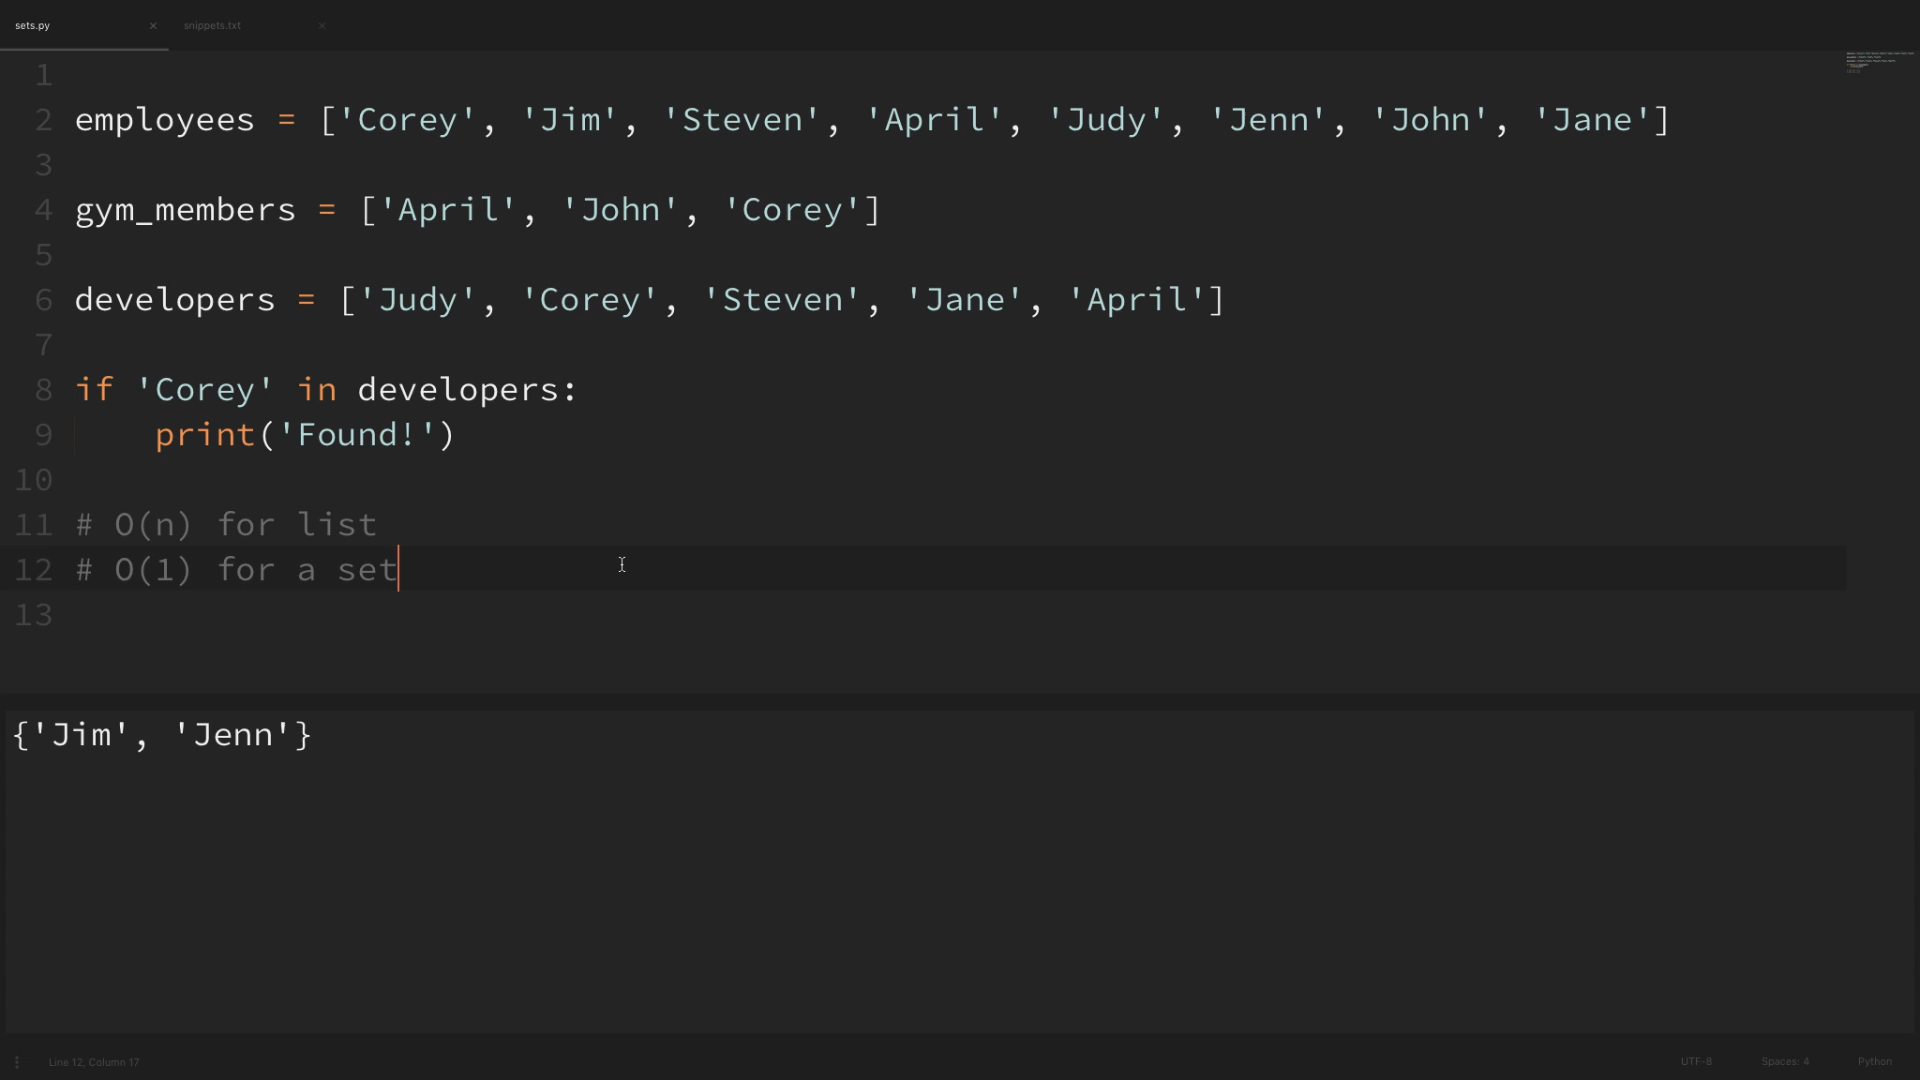 sets.py × snippets.txt ×
1
2 employees = ['Corey', 'Jim', 'Steven', 'April', 'Judy', 'Jenn', 'John', 'Jane']
3
4 gym_members = ['April', 'John', 'Corey']
5
6 developers = ['Judy', 'Corey', 'Steven', 'Jane', 'April']
7
8 if 'Corey' in developers:
9     print('Found!')
10
11 # O(n) for list
12 # O(1) for a set
13
{'Jim', 'Jenn'}
Line 12, Column 17 UTF-8 Spaces: 4 Python